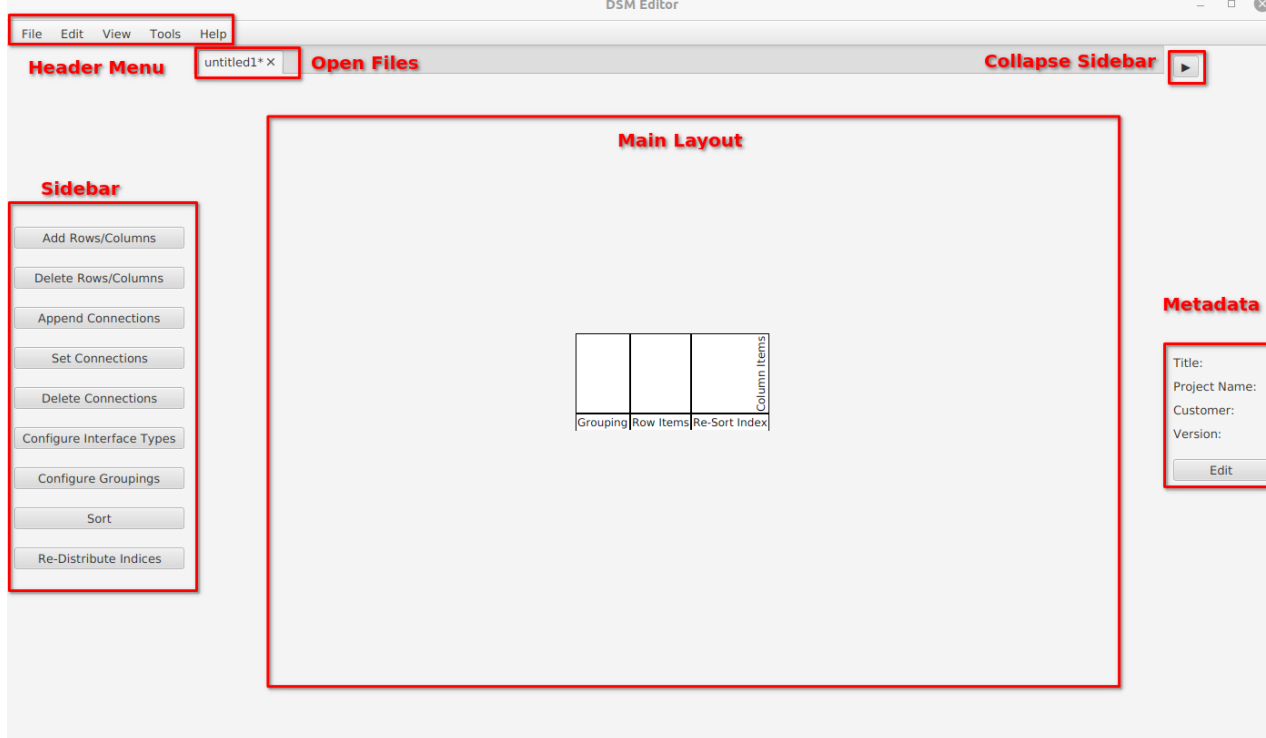 DSM Editor
File Edit View Tools Help
Header Menu
untitled1* ×
Open Files
Collapse Sidebar
Main Layout
Sidebar
Add Rows/Columns
Delete Rows/Columns
Append Connections
Set Connections
Delete Connections
Configure Interface Types
Configure Groupings
Sort
Re-Distribute Indices
Column Items
Grouping Row Items Re-Sort Index
Metadata
Title:
Project Name:
Customer:
Version:
Edit